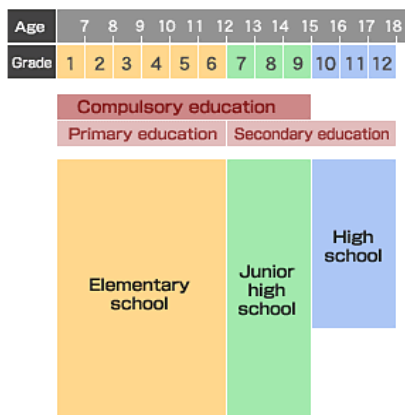 Age 7 8 9 10 11 12 13 14 15 16 17 18
Grade 1 2 3 4 5 6 7 8 9 10 11 12
Compulsory education
Primary education Secondary education
Elementary
school
Junior
high
school
High
school